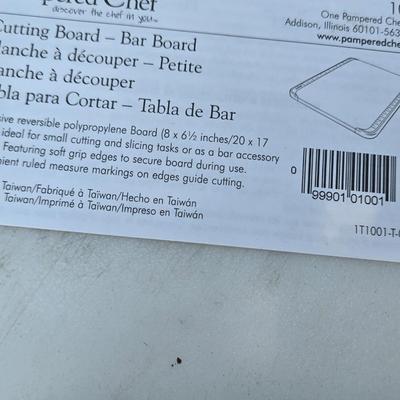 pered Chef
discover the chef in you
Cutting Board – Bar Board
lanche à découper – Petite
anche à découper
bla para Cortar – Tabla de Bar
sive reversible polypropylene Board (8 x 6½ inches/20 x 17
ideal for small cutting and slicing tasks or as a bar accessory
Featuring soft grip edges to secure board during use.
nient ruled measure markings on edges guide cutting.
Taiwan/Fabriqué à Taïwan/Hecho en Taiwán
Taiwan/Imprimé à Taïwan/Impreso en Taiwán
One Pampered Che
Addison, Illinois 60101-563
www.pamperedche
0 99901 01001
1T1001-T-